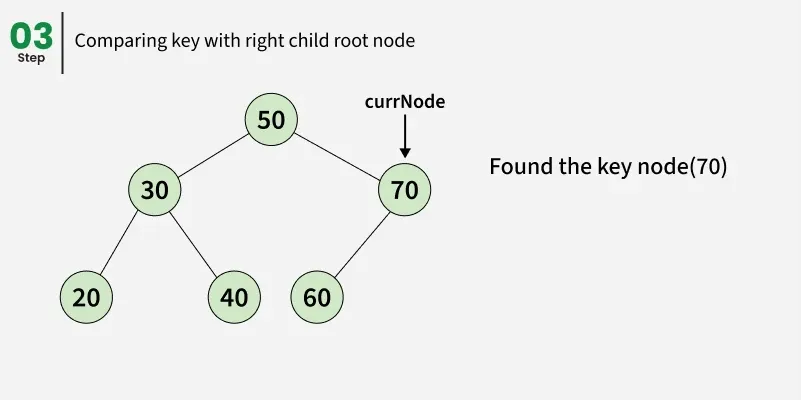 03
Step
Comparing key with right child root node
currNode
50
30
70
Found the key node(70)
20
40
60